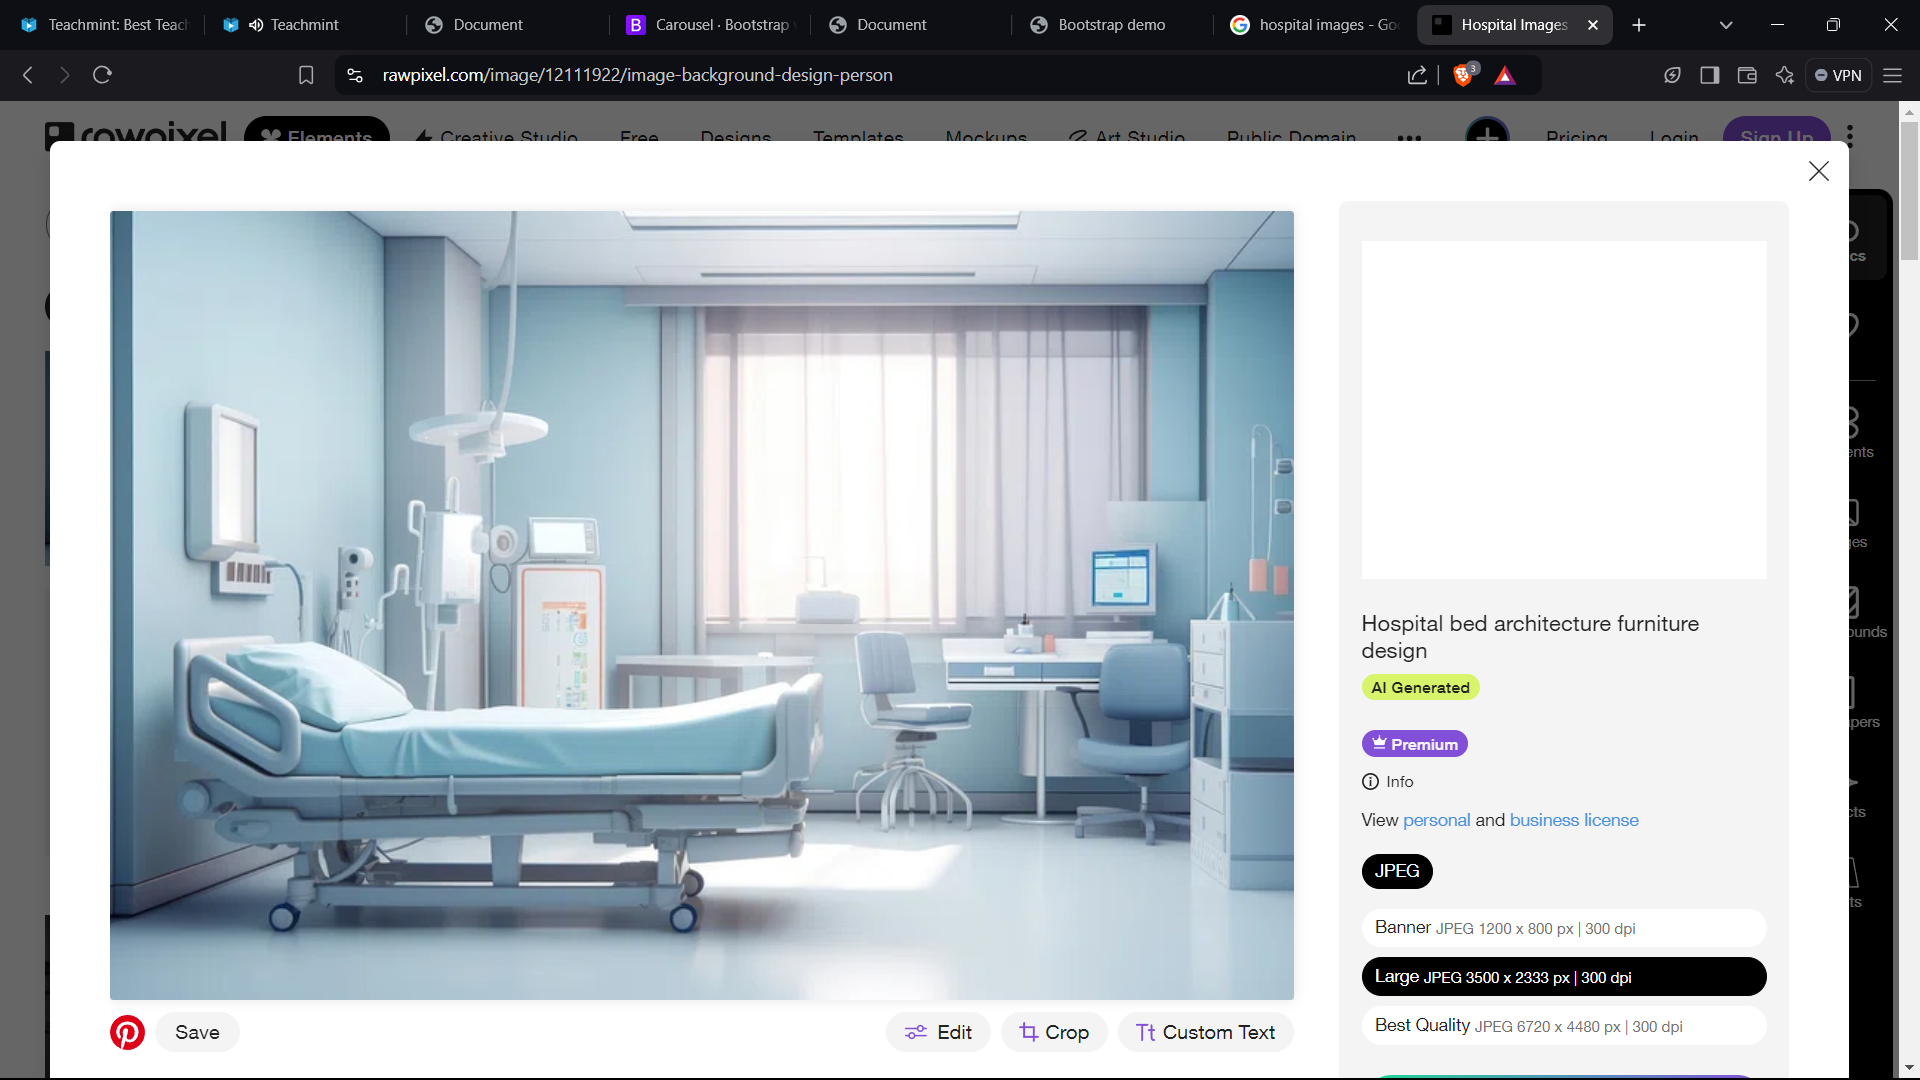 Teachmint: Best Teach
Teachmint
Document
Carousel · Bootstrap v
Document
Bootstrap demo
hospital images - Goo
Hospital Images
rawpixel.com/image/12111922/image-background-design-person
3
VPN
rawpixel
Elements
Creative Studio
Free
Designs
Templates
Mockups
Art Studio
Public Domain
Pricing
Login
Sign Up
Hospital bed architecture furniture
design
AI Generated
Premium
Info
View personal and business license
JPEG
Banner JPEG 1200 x 800 px | 300 dpi
Large JPEG 3500 x 2333 px | 300 dpi
Best Quality JPEG 6720 x 4480 px | 300 dpi
Save
Edit
Crop
Tt Custom Text